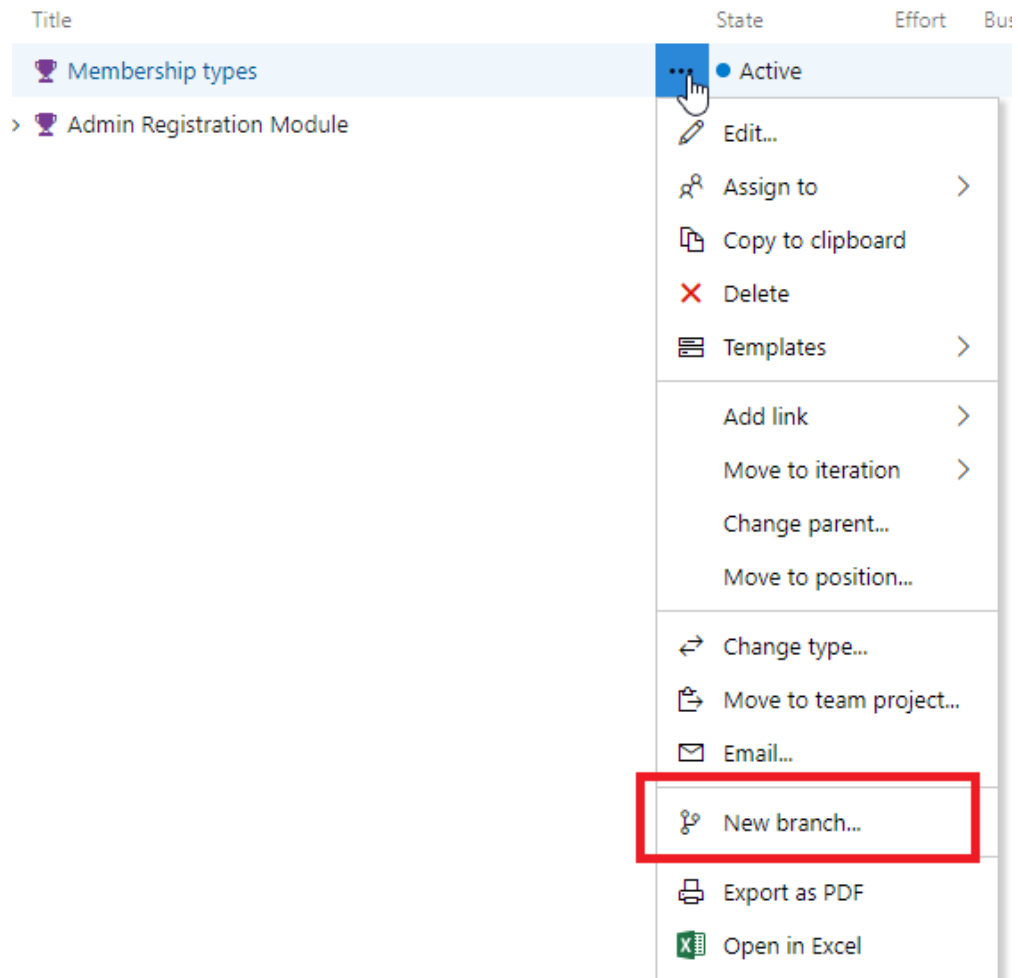 Title State Effort Bus
Membership types ... Active
Admin Registration Module
Edit...
Assign to
Copy to clipboard
Delete
Templates
Add link
Move to iteration
Change parent...
Move to position...
Change type...
Move to team project...
Email...
New branch...
Export as PDF
Open in Excel